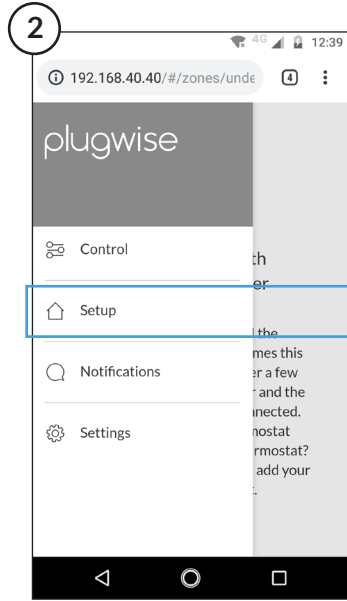 2
4G 12:39
192.168.40.40/#/zones/unde 4
plugwise
Control
Setup
Notifications
Settings
th
er
the
mes this
er a few
and the
nnected.
nostat
rmostat?
add your